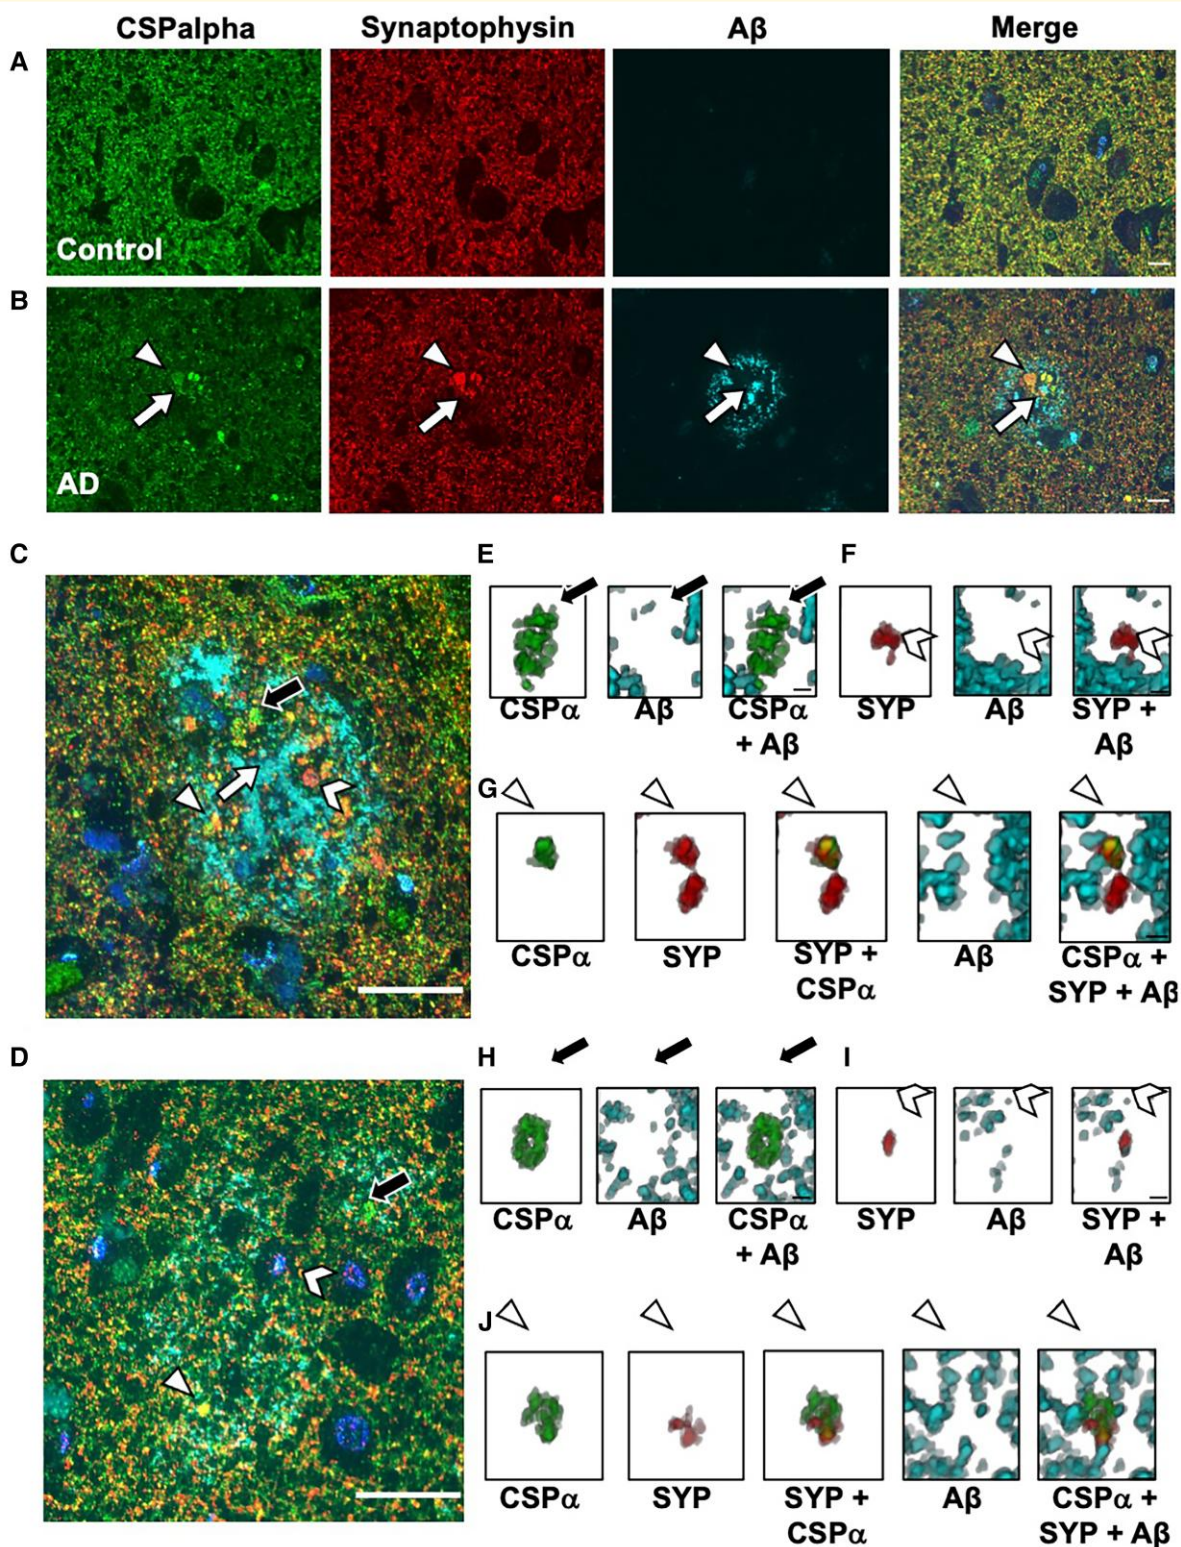 CSPalpha Synaptophysin Aβ Merge
A
Control
B
AD
C
E
F
CSPα Aβ CSPα + Aβ
SYP Aβ SYP + Aβ
G
CSPα SYP SYP + CSPα Aβ CSPα + SYP + Aβ
D
H
I
CSPα Aβ CSPα + Aβ
SYP Aβ SYP + Aβ
J
CSPα SYP SYP + CSPα Aβ CSPα + SYP + Aβ